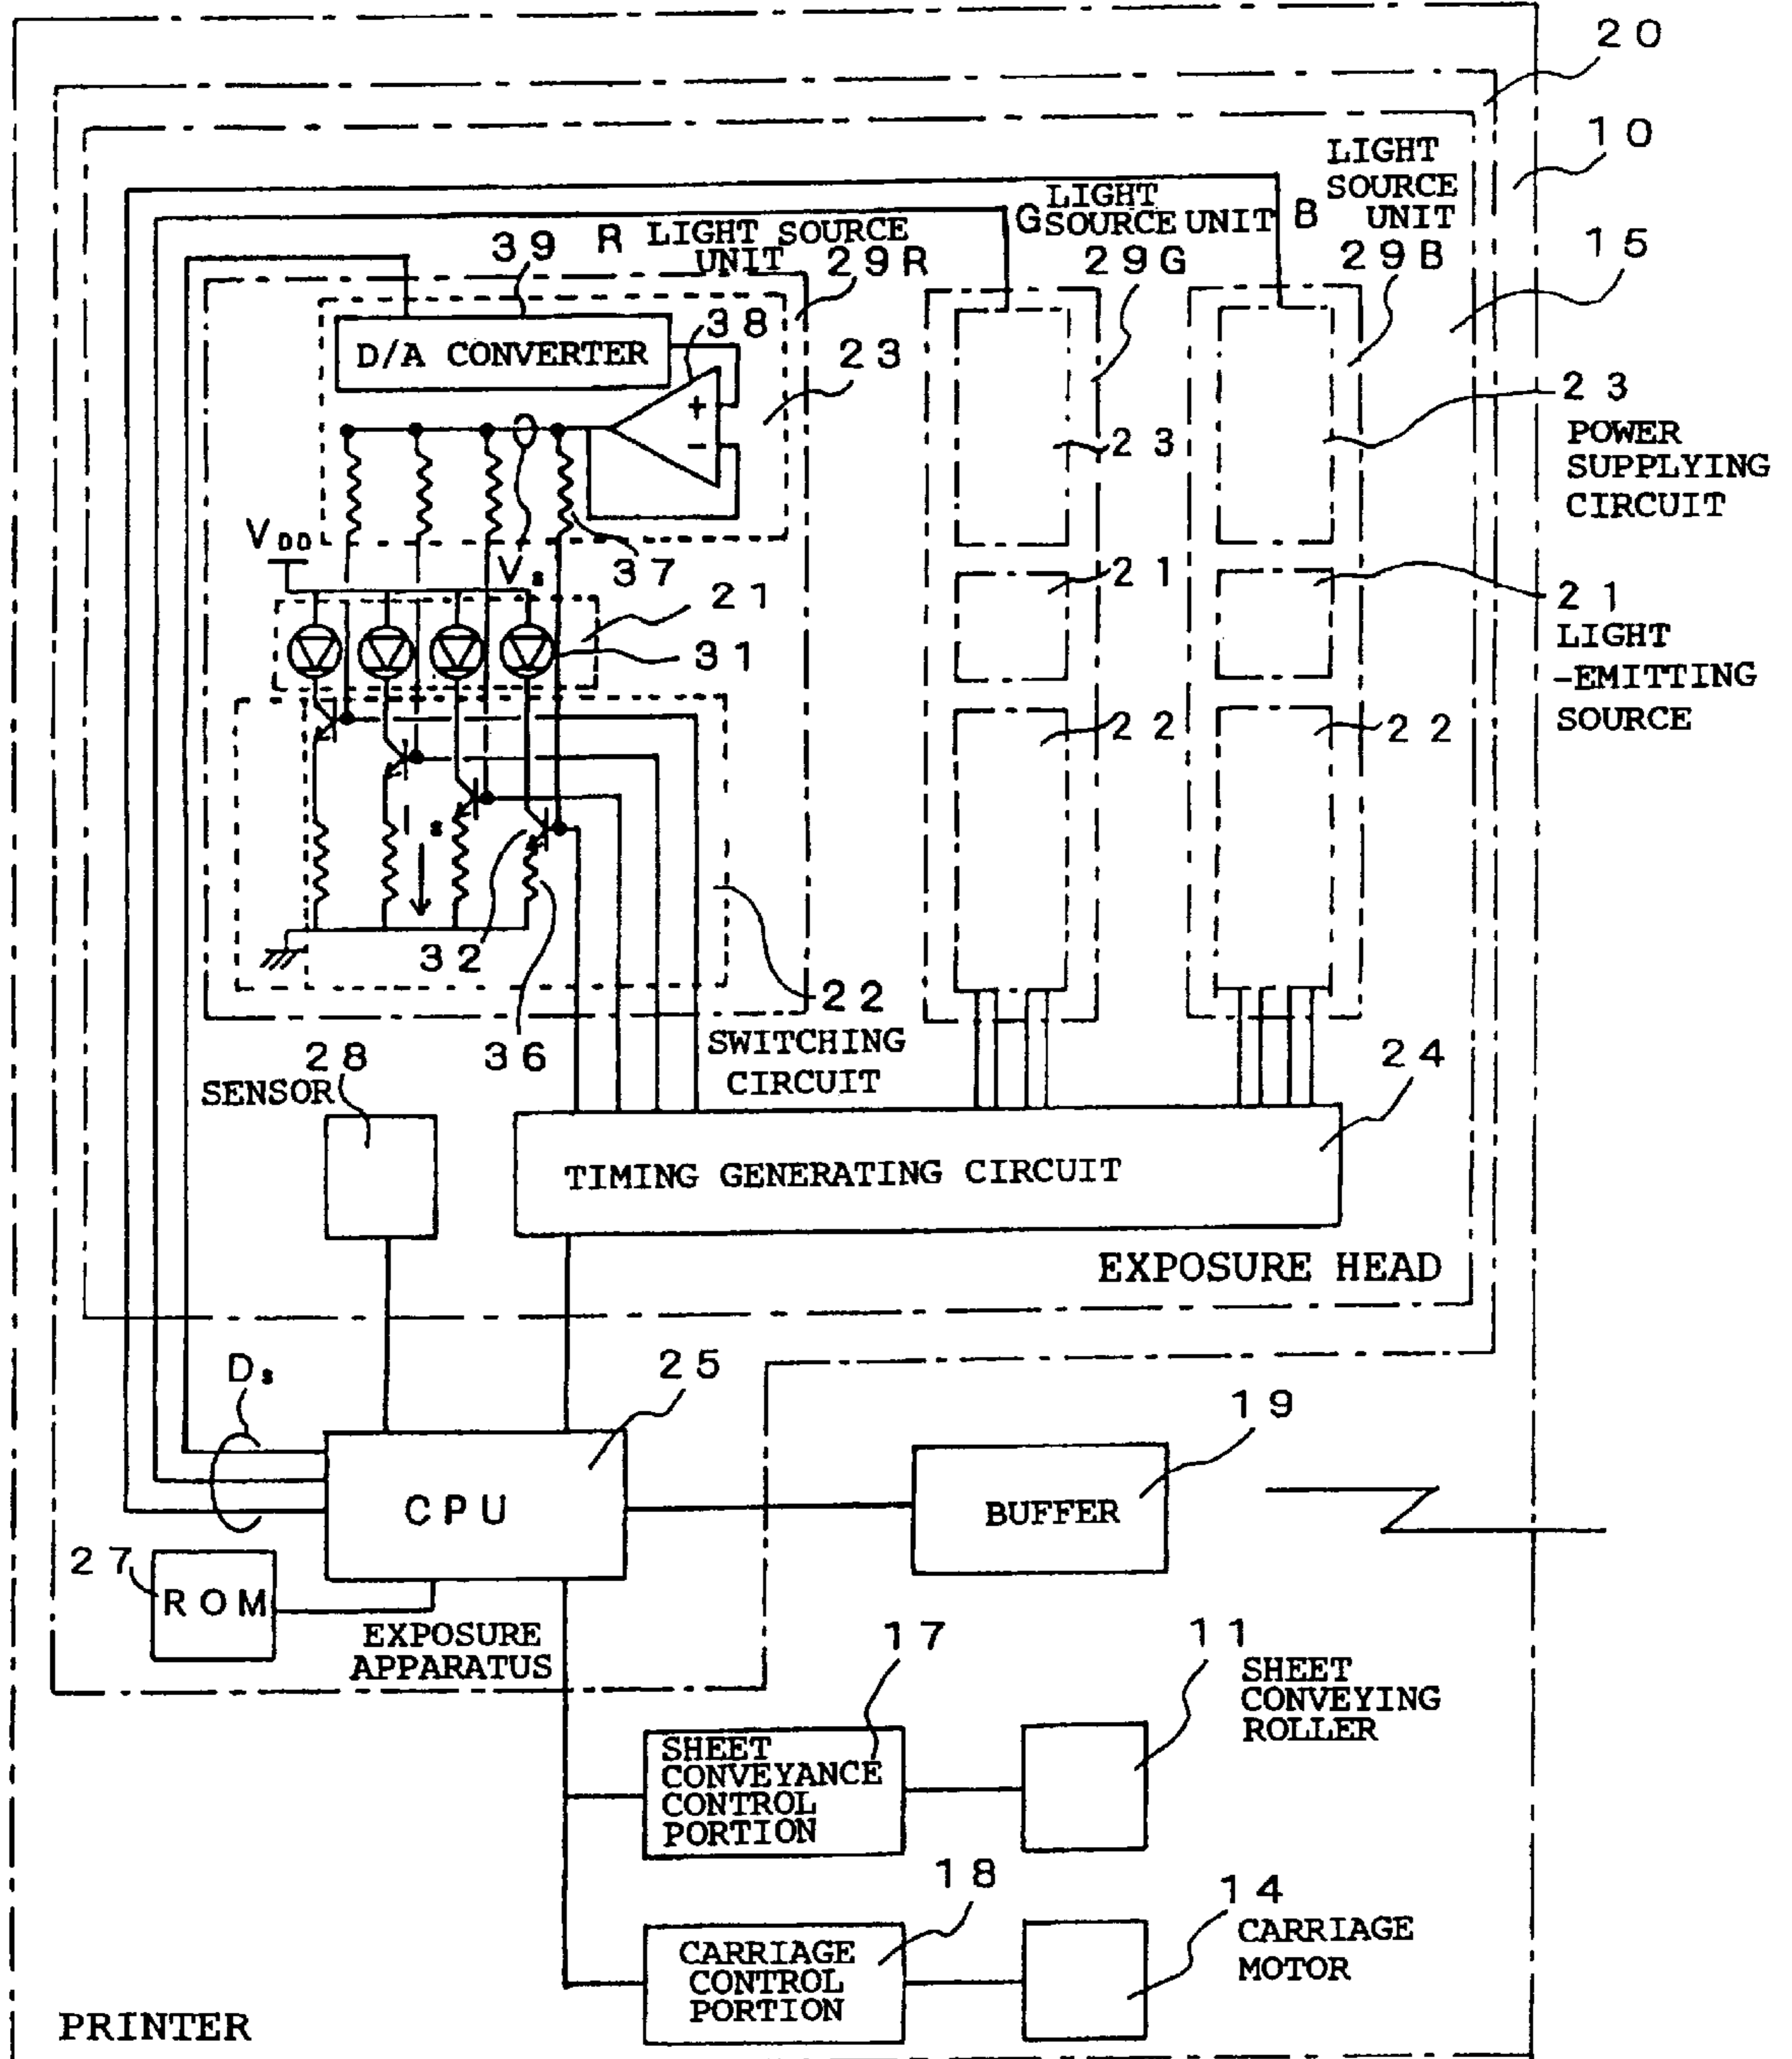 20
10
LIGHT
SOURCE
UNIT
B
29B
15
LIGHT
G SOURCE UNIT
29G
R LIGHT SOURCE
UNIT
29R
39
38
D/A CONVERTER
+
-
23
23
23
POWER
SUPPLYING
CIRCUIT
VDD
Vs
37
21
31
21
21
LIGHT
-EMITTING
SOURCE
22
22
Is
32
36
22
SWITCHING
CIRCUIT
28
SENSOR
24
TIMING GENERATING CIRCUIT
EXPOSURE HEAD
Ds
25
CPU
19
BUFFER
27
ROM
EXPOSURE
APPARATUS
17
SHEET
CONVEYANCE
CONTROL
PORTION
11
SHEET
CONVEYING
ROLLER
18
CARRIAGE
CONTROL
PORTION
14
CARRIAGE
MOTOR
PRINTER